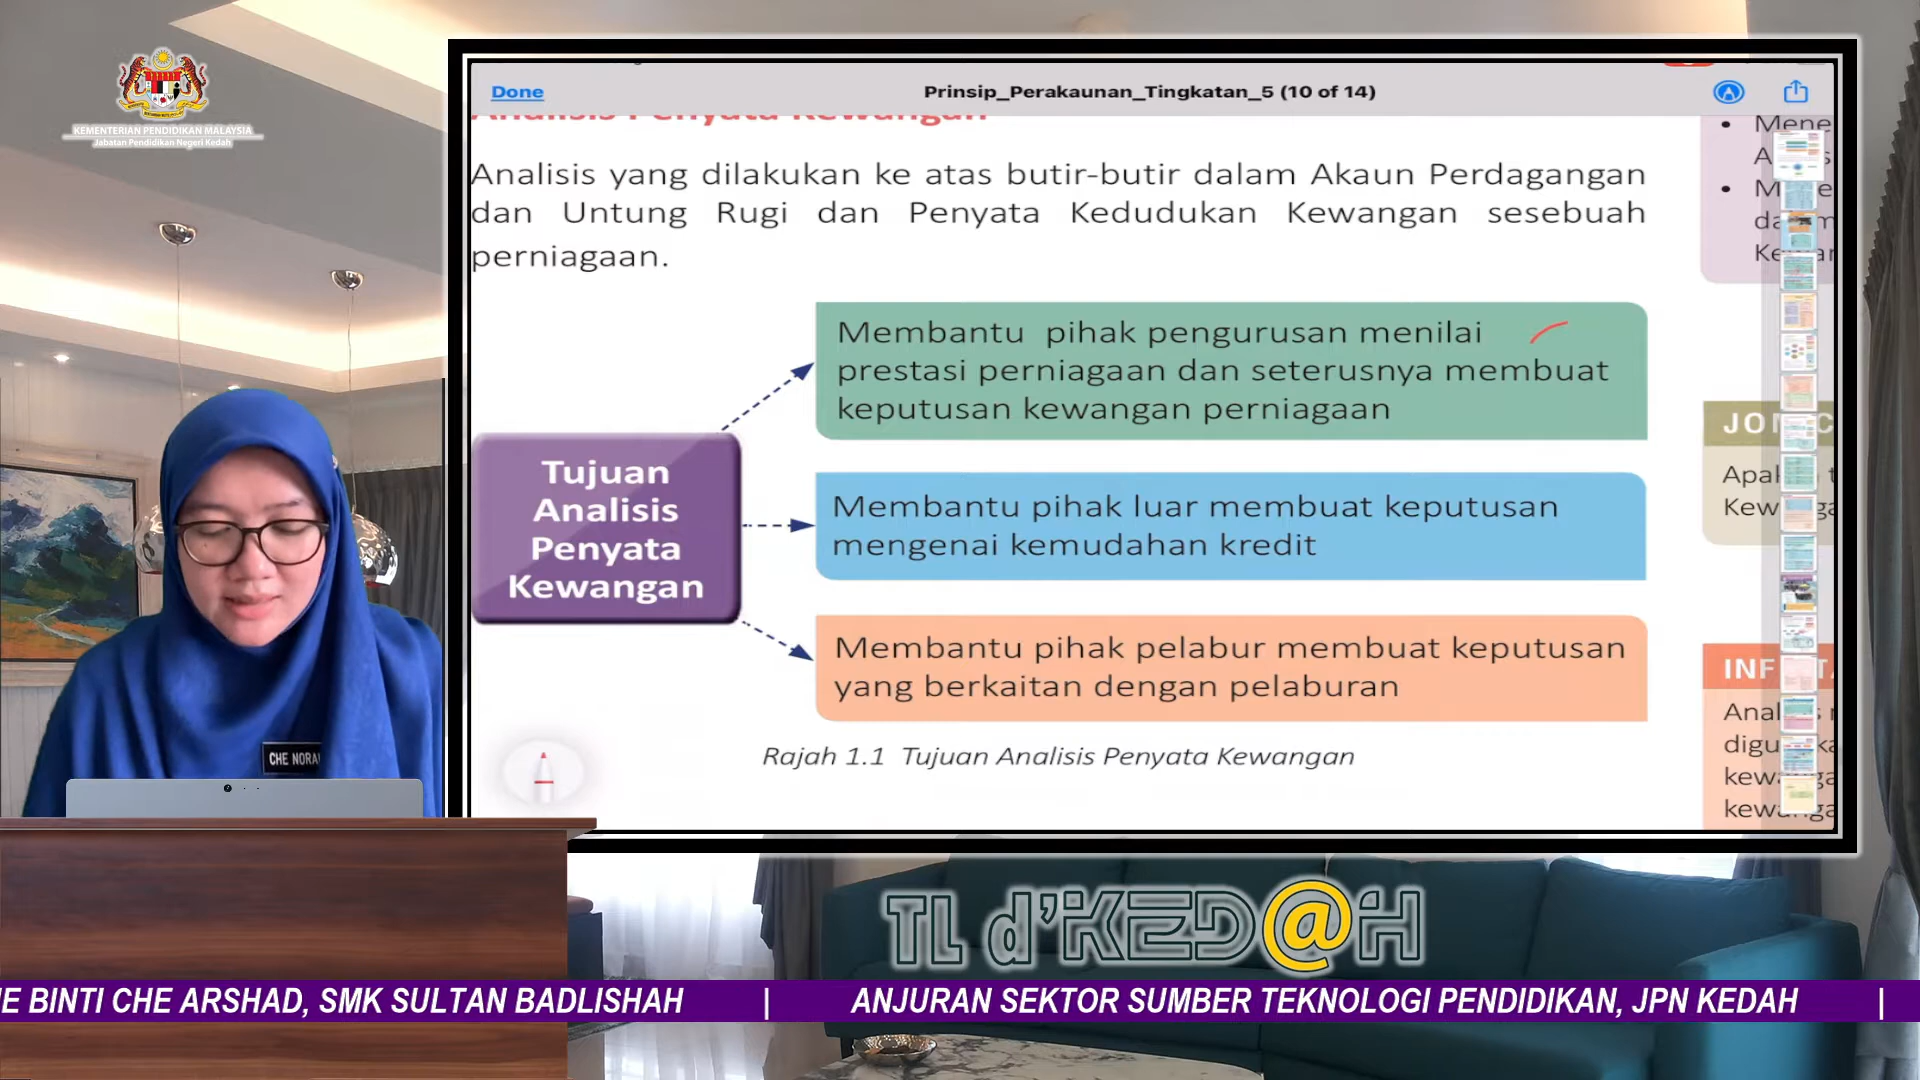 KEMENTERIAN PENDIDIKAN MALAYSIA
Jabatan Pendidikan Negeri Kedah
Done
Prinsip_Perakaunan_Tingkatan_5 (10 of 14)
Analisis Penyata Kewangan
Analisis yang dilakukan ke atas butir-butir dalam Akaun Perdagangan
dan Untung Rugi dan Penyata Kedudukan Kewangan sesebuah
perniagaan.
Tujuan
Analisis
Penyata
Kewangan
Membantu pihak pengurusan menilai
prestasi perniagaan dan seterusnya membuat
keputusan kewangan perniagaan
Membantu pihak luar membuat keputusan
mengenai kemudahan kredit
Membantu pihak pelabur membuat keputusan
yang berkaitan dengan pelaburan
Rajah 1.1 Tujuan Analisis Penyata Kewangan
CHE NORA
TL d'KED@H
E BINTI CHE ARSHAD, SMK SULTAN BADLISHAH | ANJURAN SEKTOR SUMBER TEKNOLOGI PENDIDIKAN, JPN KEDAH |